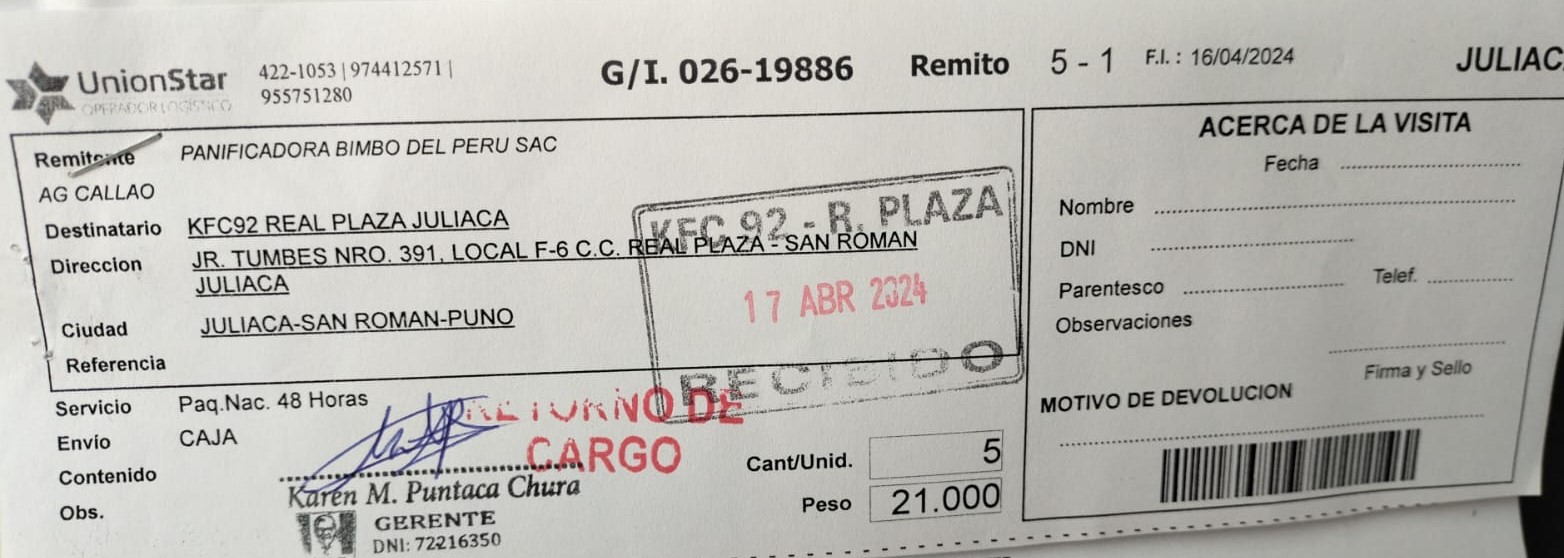 UnionStar
OPERADOR LOGÍSTICO
422-1053 | 974412571 |
955751280
G/I. 026-19886 Remito 5 - 1 F.I. : 16/04/2024 JULIAC
Remitente PANIFICADORA BIMBO DEL PERU SAC
AG CALLAO
Destinatario KFC92 REAL PLAZA JULIACA
Direccion JR. TUMBES NRO. 391, LOCAL F-6 C.C. REAL PLAZA - SAN ROMAN
JULIACA
Ciudad JULIACA-SAN ROMAN-PUNO
Referencia
KFC 92 - R. PLAZA
17 ABR 2024
RECIBIDO
Servicio Paq.Nac. 48 Horas
Envío CAJA
Contenido
Obs.
RETORNO DE
CARGO
Karen M. Puntaca Chura
GERENTE
DNI: 72216350
Cant/Unid. 5
Peso 21.000
ACERCA DE LA VISITA
Fecha
Nombre
DNI
Parentesco Telef.
Observaciones
Firma y Sello
MOTIVO DE DEVOLUCION